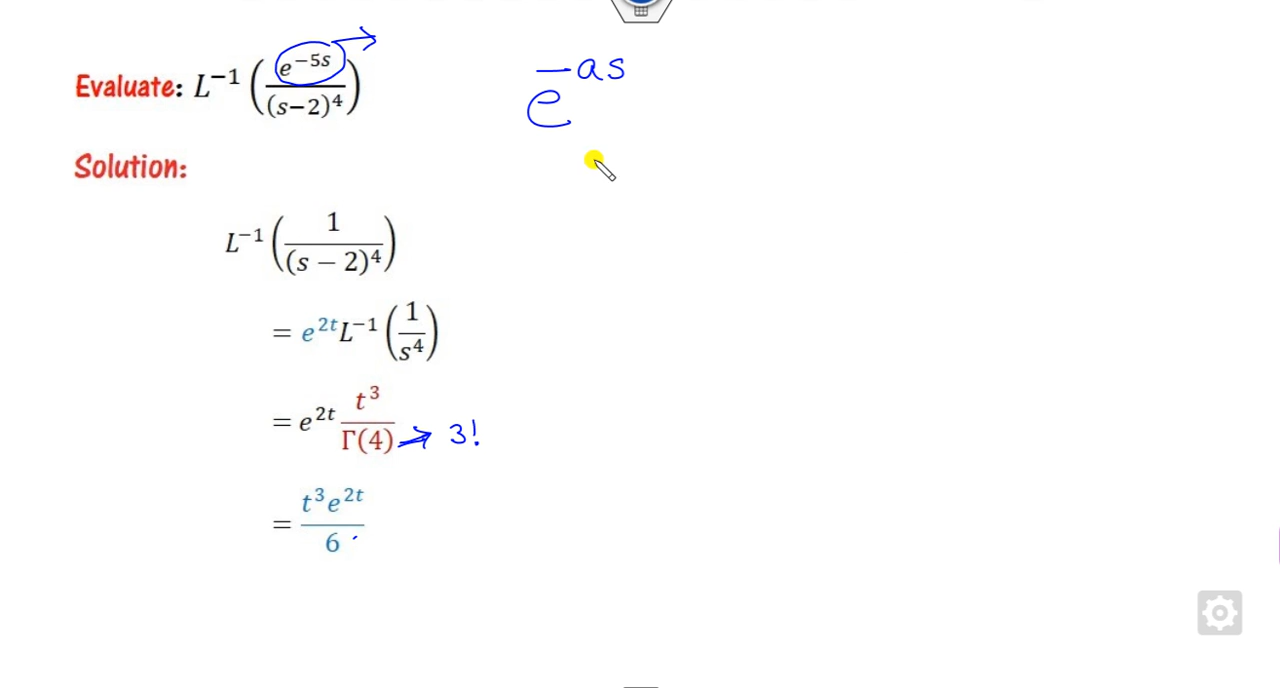 Evaluate: L⁻¹(e⁻⁵ˢ/(s−2)⁴)
e^{-as}
Solution:
L⁻¹(1/(s − 2)⁴)
= e²ᵗL⁻¹(1/s⁴)
= e²ᵗ t³/Γ(4) → 3!
= t³e²ᵗ/6